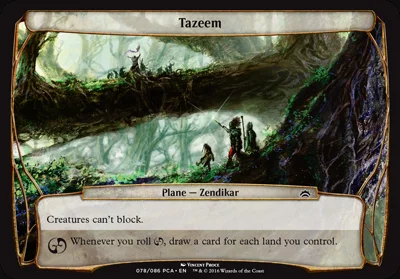 Tazeem
Plane — Zendikar
Creatures can't block.
Whenever you roll , draw a card for each land you control.
Vincent Proce
078/086 PCA • EN ™ & © 2016 Wizards of the Coast